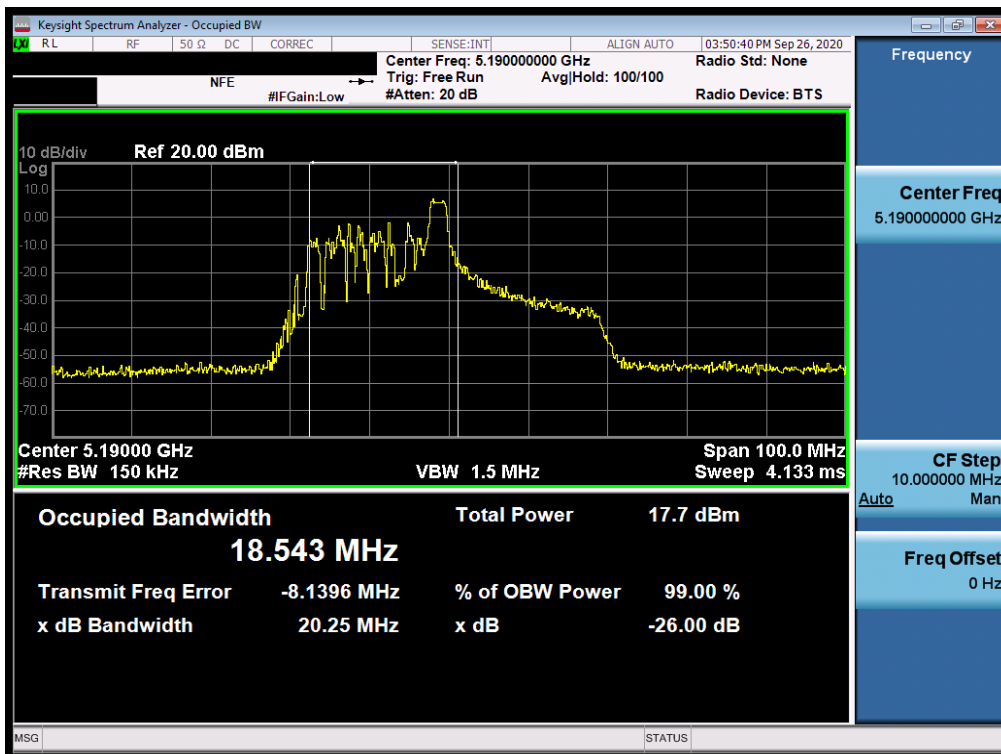 Keysight Spectrum Analyzer - Occupied BW
LXI RL RF 50 Ω DC CORREC SENSE:INT ALIGN AUTO 03:50:40 PM Sep 26, 2020
Center Freq: 5.190000000 GHz Radio Std: None
NFE Trig: Free Run Avg|Hold: 100/100
#IFGain:Low #Atten: 20 dB Radio Device: BTS
10 dB/div Ref 20.00 dBm
Log
10.0
0.00
-10.0
-20.0
-30.0
-40.0
-50.0
-60.0
-70.0
Center 5.19000 GHz Span 100.0 MHz
#Res BW 150 kHz VBW 1.5 MHz Sweep 4.133 ms
Occupied Bandwidth Total Power 17.7 dBm
18.543 MHz
Transmit Freq Error -8.1396 MHz % of OBW Power 99.00 %
x dB Bandwidth 20.25 MHz x dB -26.00 dB
MSG STATUS
Frequency
Center Freq
5.190000000 GHz
CF Step
10.000000 MHz
Auto Man
Freq Offset
0 Hz